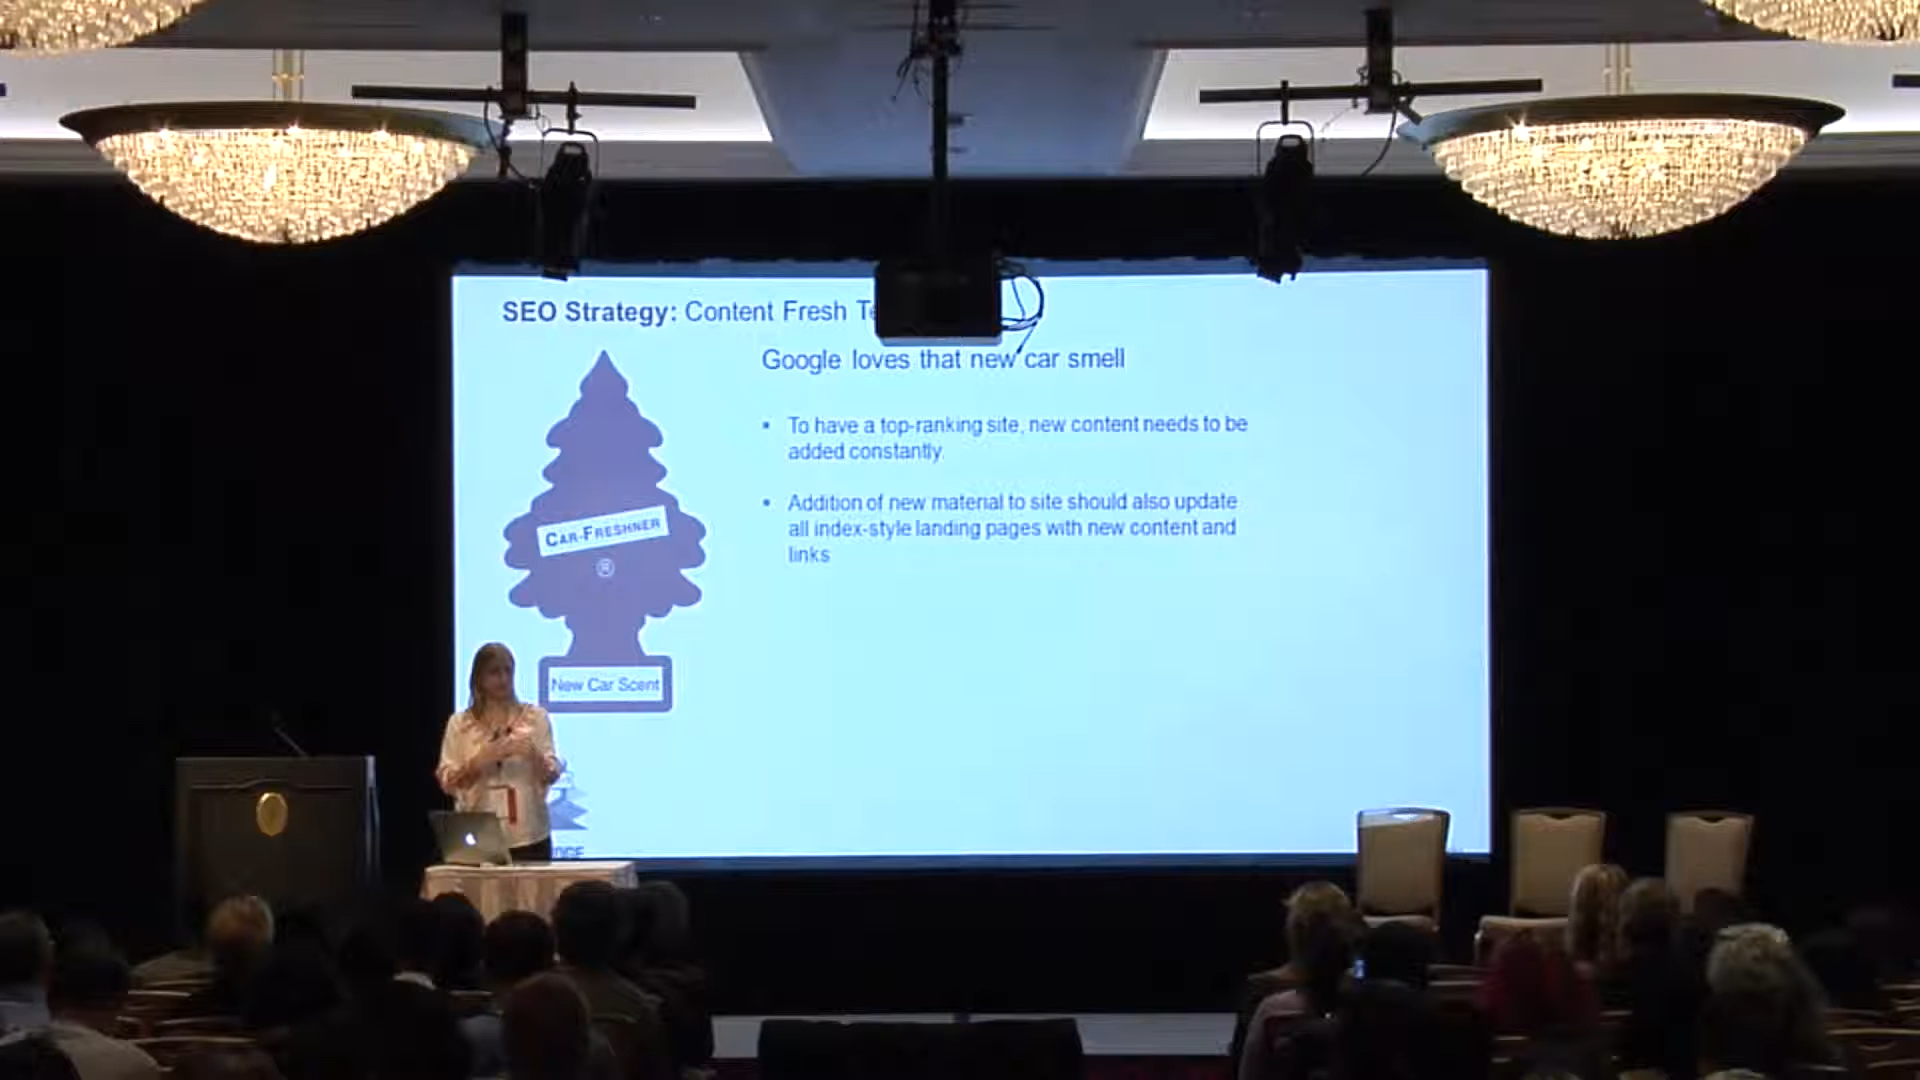 SEO Strategy: Content Fresh
Google loves that new car smell
• To have a top-ranking site, new content needs to be
added constantly.
• Addition of new material to site should also update
all index-style landing pages with new content and
links
CAR-FRESHNER
®
New Car Scent